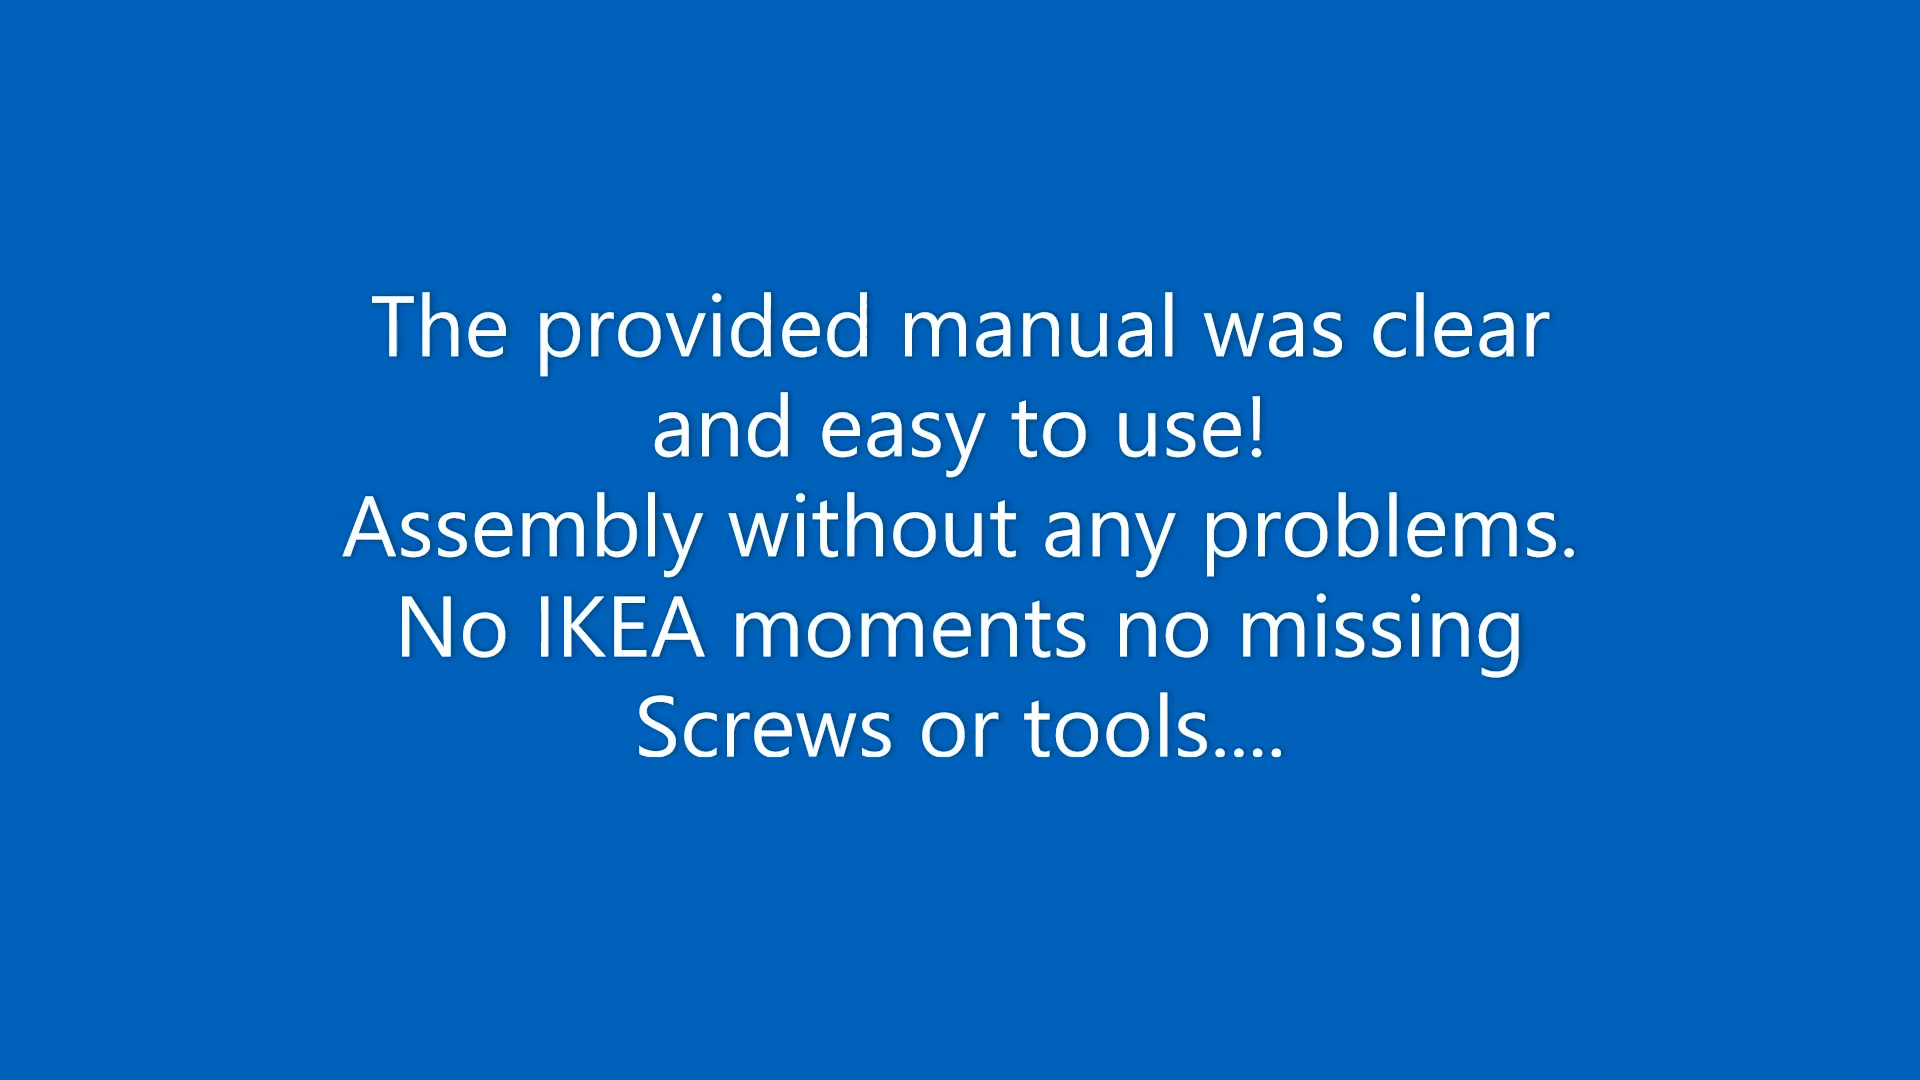 The provided manual was clear
and easy to use!
Assembly without any problems.
No IKEA moments no missing
Screws or tools....